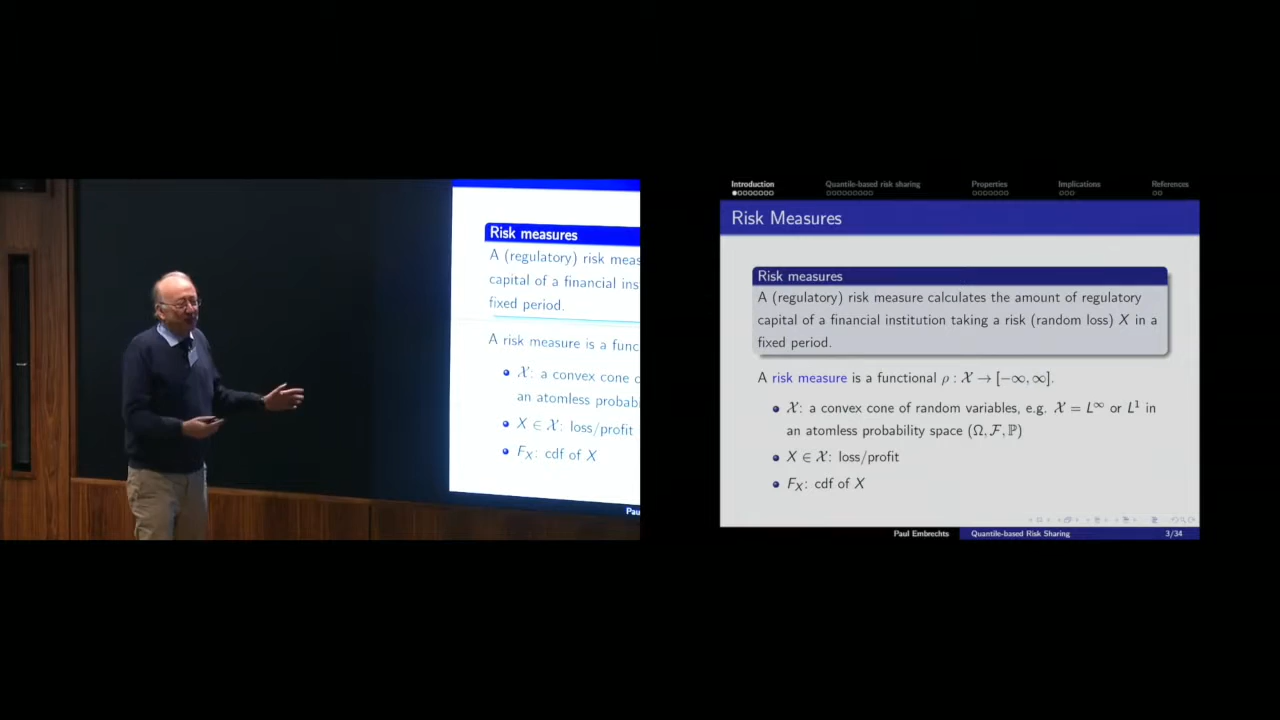 Risk measures
A (regulatory) risk meas
capital of a financial ins
fixed period.
A risk measure is a func
• 𝒳: a convex cone o
an atomless probab
• X ∈ 𝒳: loss/profit
• F_X: cdf of X
Pau
Introduction Quantile-based risk sharing Properties Implications References
Risk Measures
Risk measures
A (regulatory) risk measure calculates the amount of regulatory
capital of a financial institution taking a risk (random loss) X in a
fixed period.
A risk measure is a functional ρ : 𝒳 → [−∞, ∞].
• 𝒳: a convex cone of random variables, e.g. 𝒳 = L^∞ or L^1 in
an atomless probability space (Ω, ℱ, ℙ)
• X ∈ 𝒳: loss/profit
• F_X: cdf of X
Paul Embrechts Quantile-based Risk Sharing 3/34